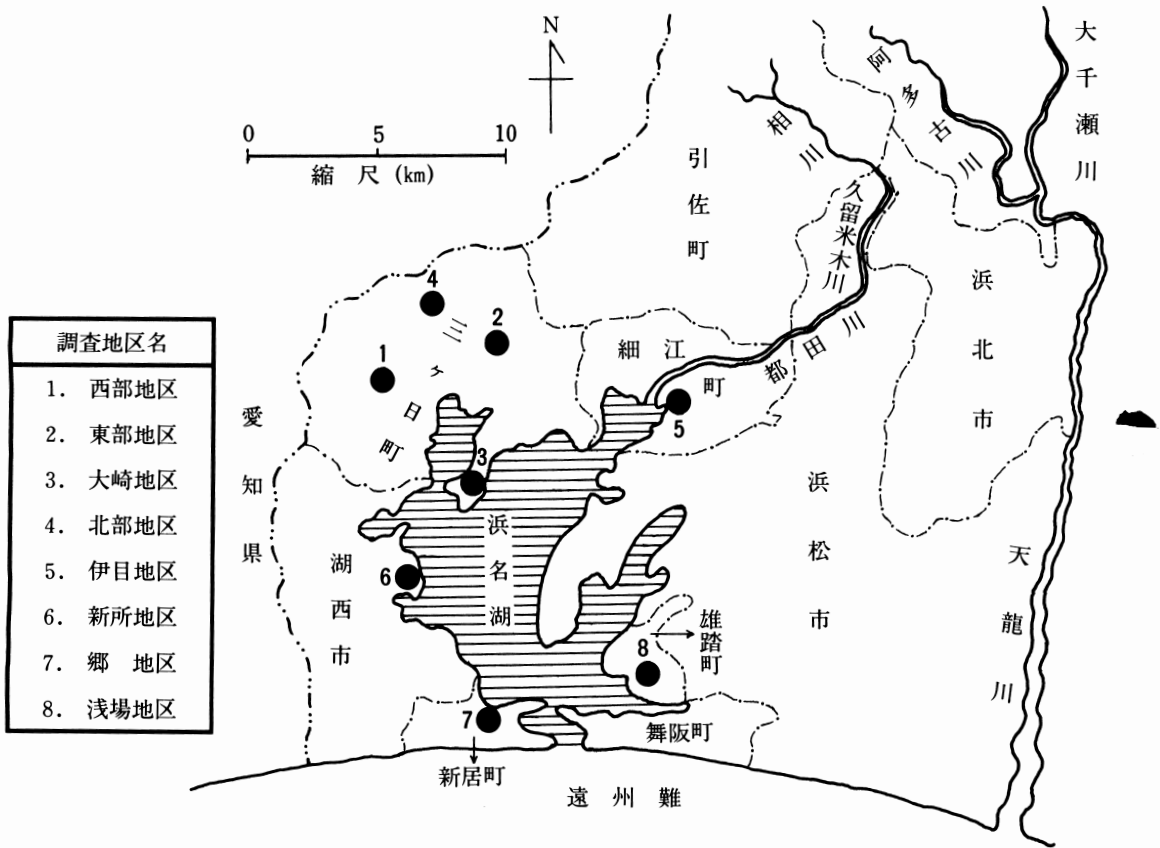 N
0 5 10
縮尺 (km)
大千瀬川
阿多古川
相川
引佐町
久留米木川
浜北市
三ヶ日町
4
2
1
細江町
都田川
5
3
調査地区名
1. 西部地区
2. 東部地区
3. 大崎地区
4. 北部地区
5. 伊目地区
6. 新所地区
7. 郷 地区
8. 浅場地区
愛知県
浜名湖
浜松市
天龍川
湖西市
6
雄踏町
8
7
舞阪町
新居町
遠州難